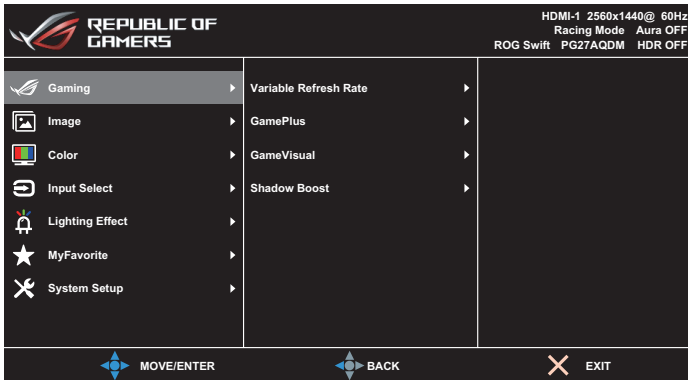 REPUBLIC OF
GAMERS
HDMI-1 2560x1440@ 60Hz
Racing Mode Aura OFF
ROG Swift PG27AQDM HDR OFF
Gaming
Image
Color
Input Select
Lighting Effect
MyFavorite
System Setup
Variable Refresh Rate
GamePlus
GameVisual
Shadow Boost
MOVE/ENTER
BACK
EXIT